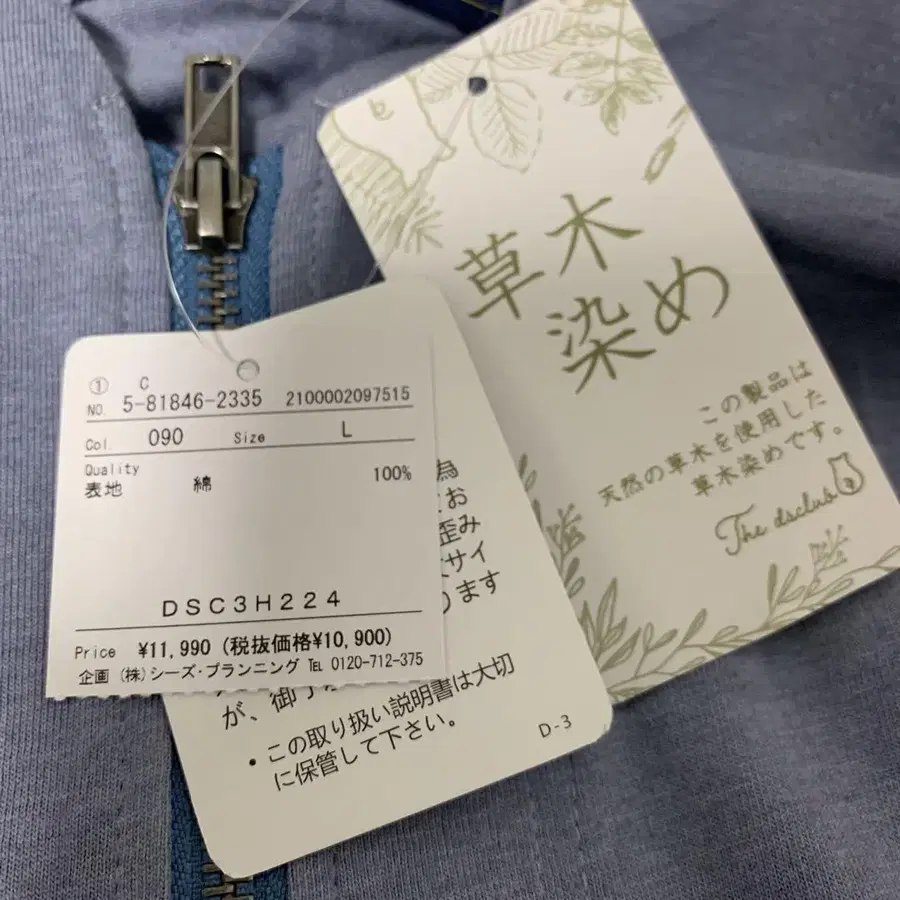 ① C
NO. 5-81846-2335 2100002097515
Col. 090 Size L
Quality
表地 綿 100%
DSC3H224
Price ¥11,990 (税抜価格¥10,900)
企画 (株)シーズ・プランニング TEL 0120-712-375
草木
染め
この製品は
天然の草木を使用した
草木染めです。
The dsclub
為
お
歪み
サイ
ります
が、御了
・この取り扱い説明書は大切
に保管して下さい。
D-3